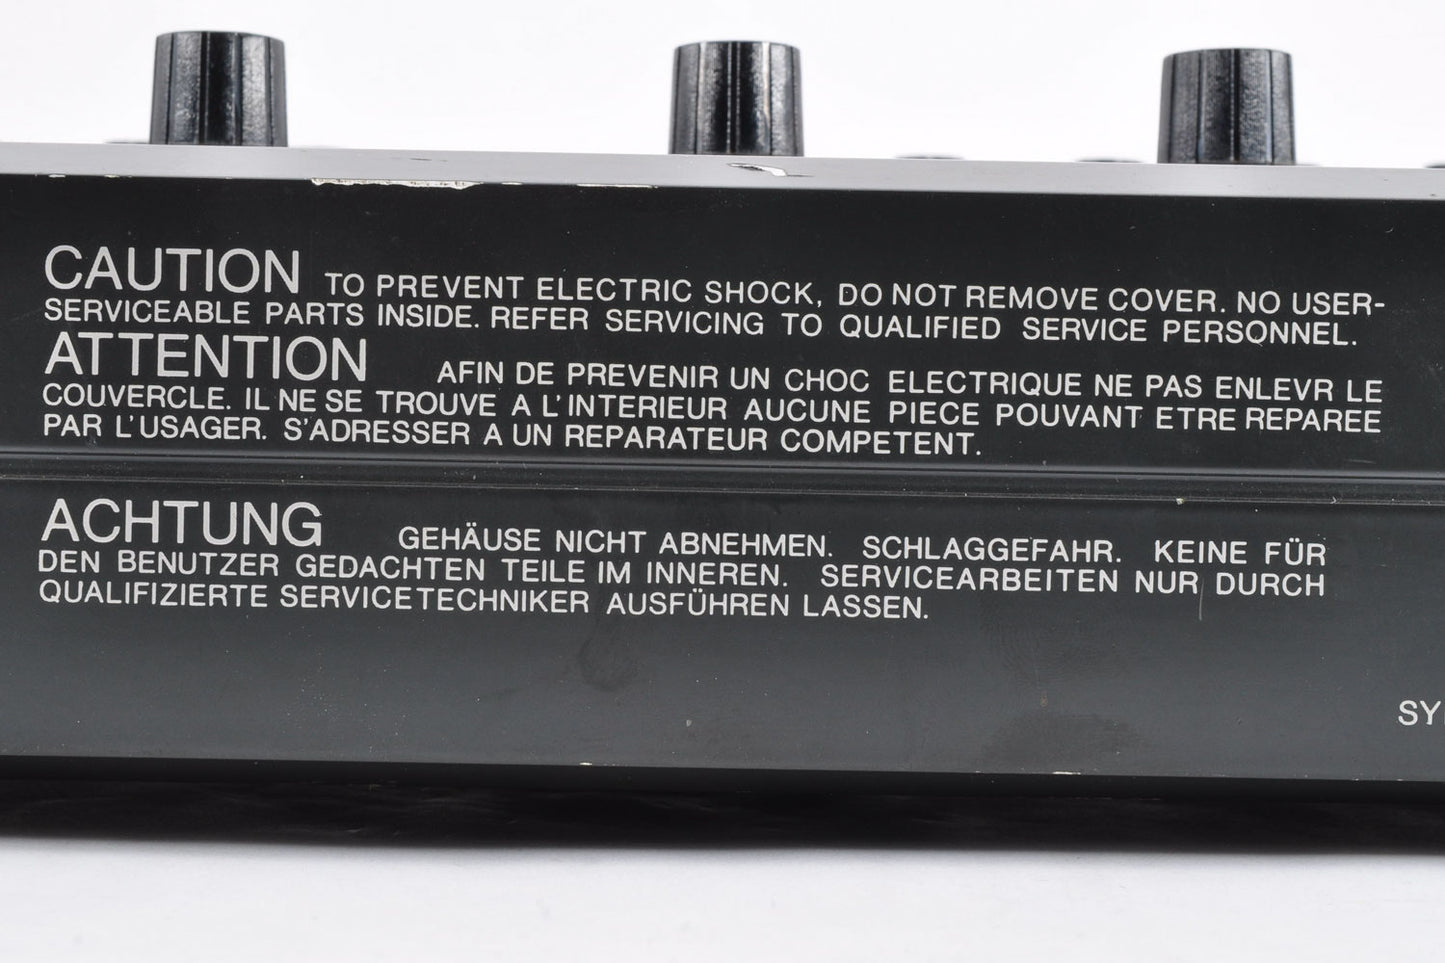 CAUTION TO PREVENT ELECTRIC SHOCK, DO NOT REMOVE COVER. NO USER-
SERVICEABLE PARTS INSIDE. REFER SERVICING TO QUALIFIED SERVICE PERSONNEL.
ATTENTION AFIN DE PREVENIR UN CHOC ELECTRIQUE NE PAS ENLEVR LE
COUVERCLE. IL NE SE TROUVE A L'INTERIEUR AUCUNE PIECE POUVANT ETRE REPAREE
PAR L'USAGER. S'ADRESSER A UN REPARATEUR COMPETENT.
ACHTUNG GEHÄUSE NICHT ABNEHMEN. SCHLAGGEFAHR. KEINE FÜR
DEN BENUTZER GEDACHTEN TEILE IM INNEREN. SERVICEARBEITEN NUR DURCH
QUALIFIZIERTE SERVICETECHNIKER AUSFÜHREN LASSEN.
SY